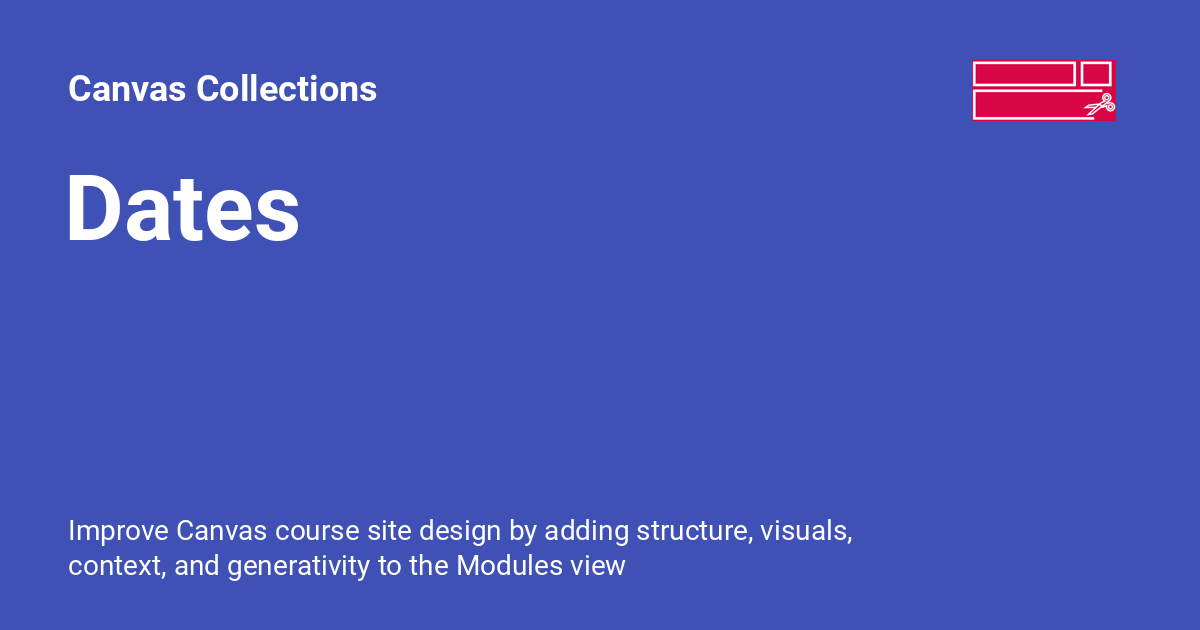 Canvas Collections
Dates
Improve Canvas course site design by adding structure, visuals,
context, and generativity to the Modules view